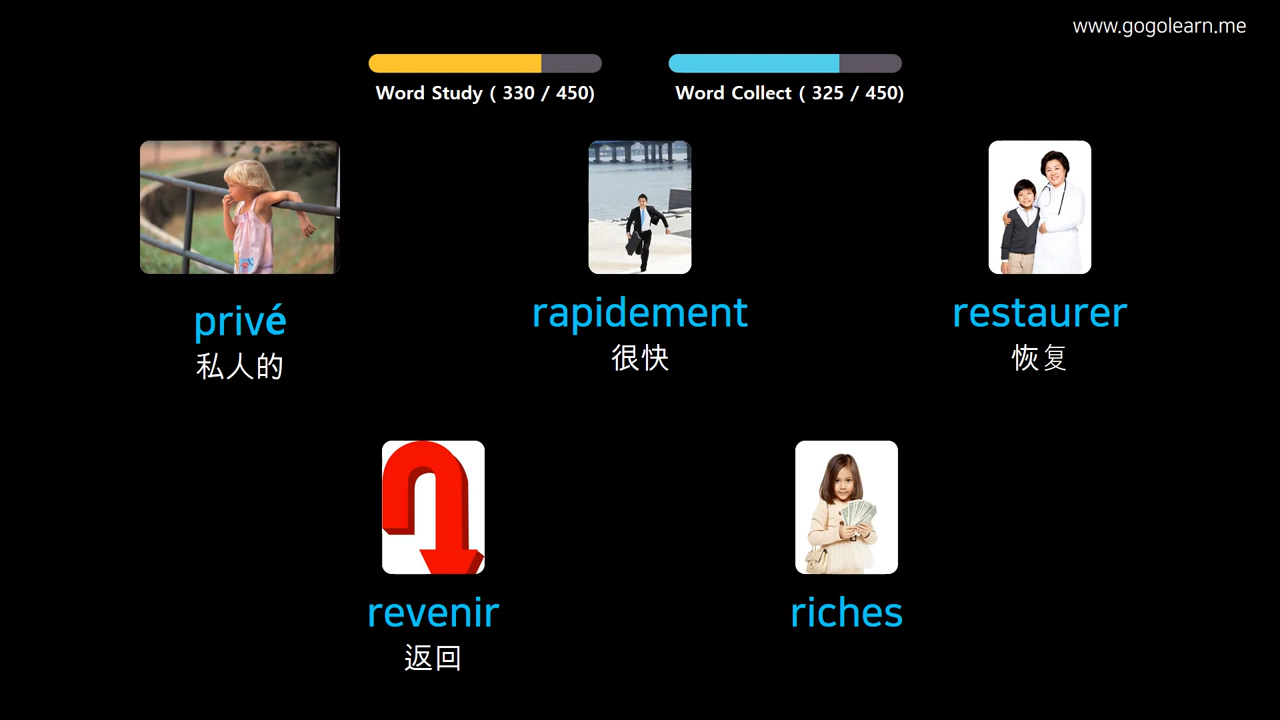 www.gogolearn.me
Word Study ( 330 / 450)
Word Collect ( 325 / 450)
privé
私人的
rapidement
很快
restaurer
恢复
revenir
返回
riches